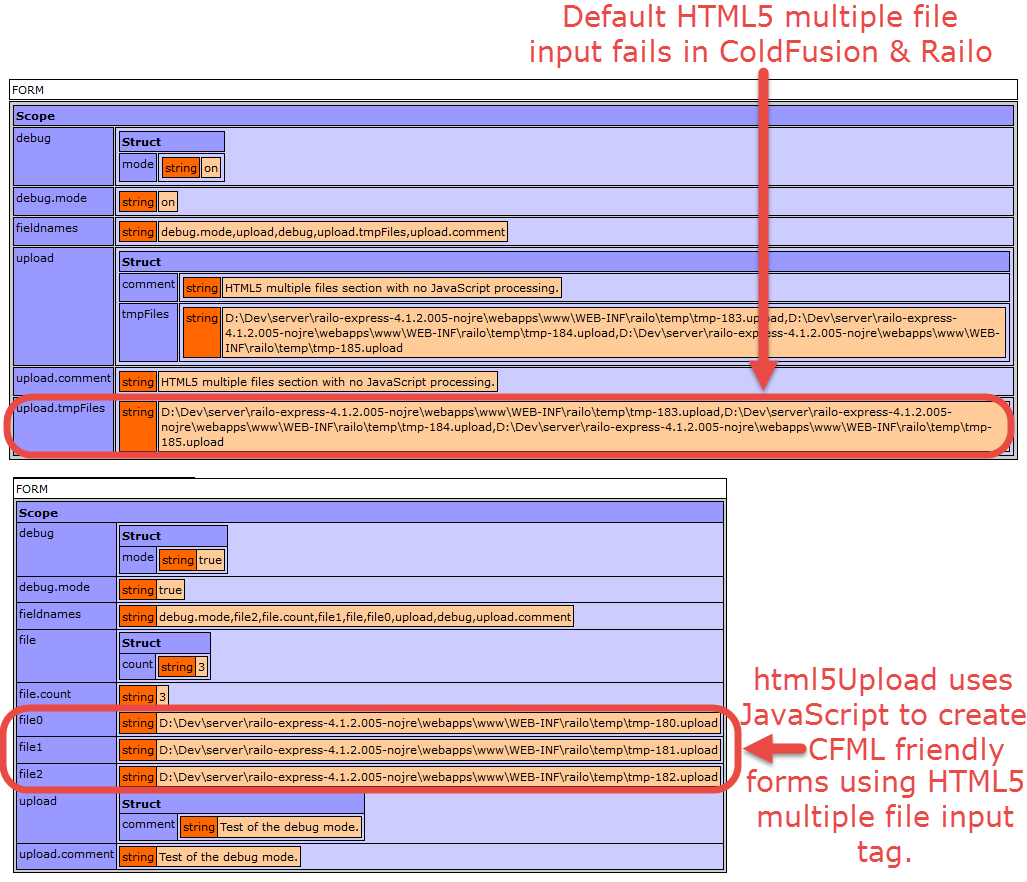 Default HTML5 multiple file
input fails in ColdFusion & Railo
FORM
Scope
debug
Struct
mode string on
debug.mode string on
fieldnames string debug.mode,upload,debug,upload.tmpFiles,upload.comment
upload
Struct
comment string HTML5 multiple files section with no JavaScript processing.
tmpFiles string D:\Dev\server\railo-express-4.1.2.005-nojre\webapps\www\WEB-INF\railo\temp\tmp-183.upload,D:\Dev\server\railo-express-
4.1.2.005-nojre\webapps\www\WEB-INF\railo\temp\tmp-184.upload,D:\Dev\server\railo-express-4.1.2.005-nojre\webapps\www\WEB-
INF\railo\temp\tmp-185.upload
upload.comment string HTML5 multiple files section with no JavaScript processing.
upload.tmpFiles string D:\Dev\server\railo-express-4.1.2.005-nojre\webapps\www\WEB-INF\railo\temp\tmp-183.upload,D:\Dev\server\railo-express-4.1.2.005-
nojre\webapps\www\WEB-INF\railo\temp\tmp-184.upload,D:\Dev\server\railo-express-4.1.2.005-nojre\webapps\www\WEB-INF\railo\temp\tmp-
185.upload
FORM
Scope
debug
Struct
mode string true
debug.mode string true
fieldnames string debug.mode,file2,file.count,file1,file,file0,upload,debug,upload.comment
file
Struct
count string 3
file.count string 3
file0 string D:\Dev\server\railo-express-4.1.2.005-nojre\webapps\www\WEB-INF\railo\temp\tmp-180.upload
file1 string D:\Dev\server\railo-express-4.1.2.005-nojre\webapps\www\WEB-INF\railo\temp\tmp-181.upload
file2 string D:\Dev\server\railo-express-4.1.2.005-nojre\webapps\www\WEB-INF\railo\temp\tmp-182.upload
upload
Struct
comment string Test of the debug mode.
upload.comment string Test of the debug mode.
html5Upload uses
JavaScript to create
CFML friendly
forms using HTML5
multiple file input
tag.